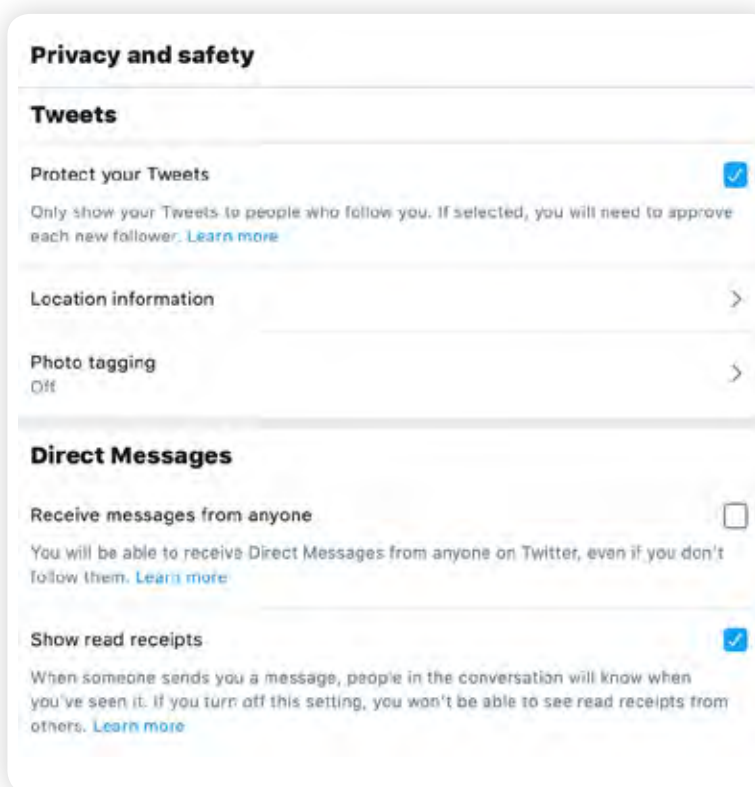 Privacy and safety
Tweets
Protect your Tweets
Only show your Tweets to people who follow you. If selected, you will need to approve
each new follower. Learn more
Location information
Photo tagging
Off
Direct Messages
Receive messages from anyone
You will be able to receive Direct Messages from anyone on Twitter, even if you don't
follow them. Learn more
Show read receipts
When someone sends you a message, people in the conversation will know when
you've seen it. If you turn off this setting, you won't be able to see read receipts from
others. Learn more